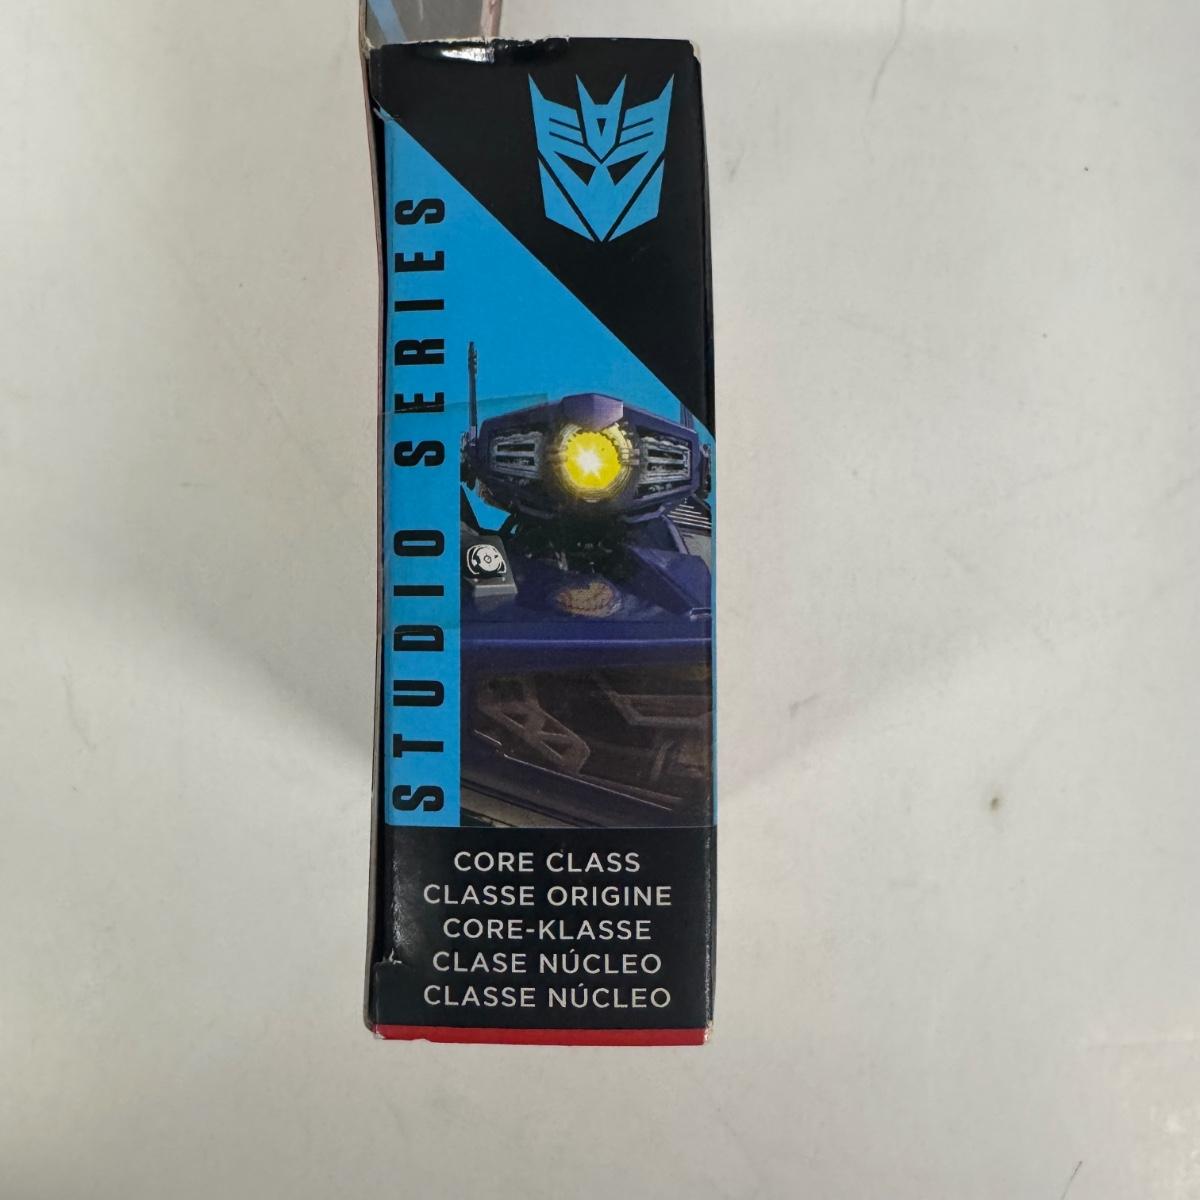 STUDIO SERIES
CORE CLASS
CLASSE ORIGINE
CORE-KLASSE
CLASE NÚCLEO
CLASSE NÚCLEO